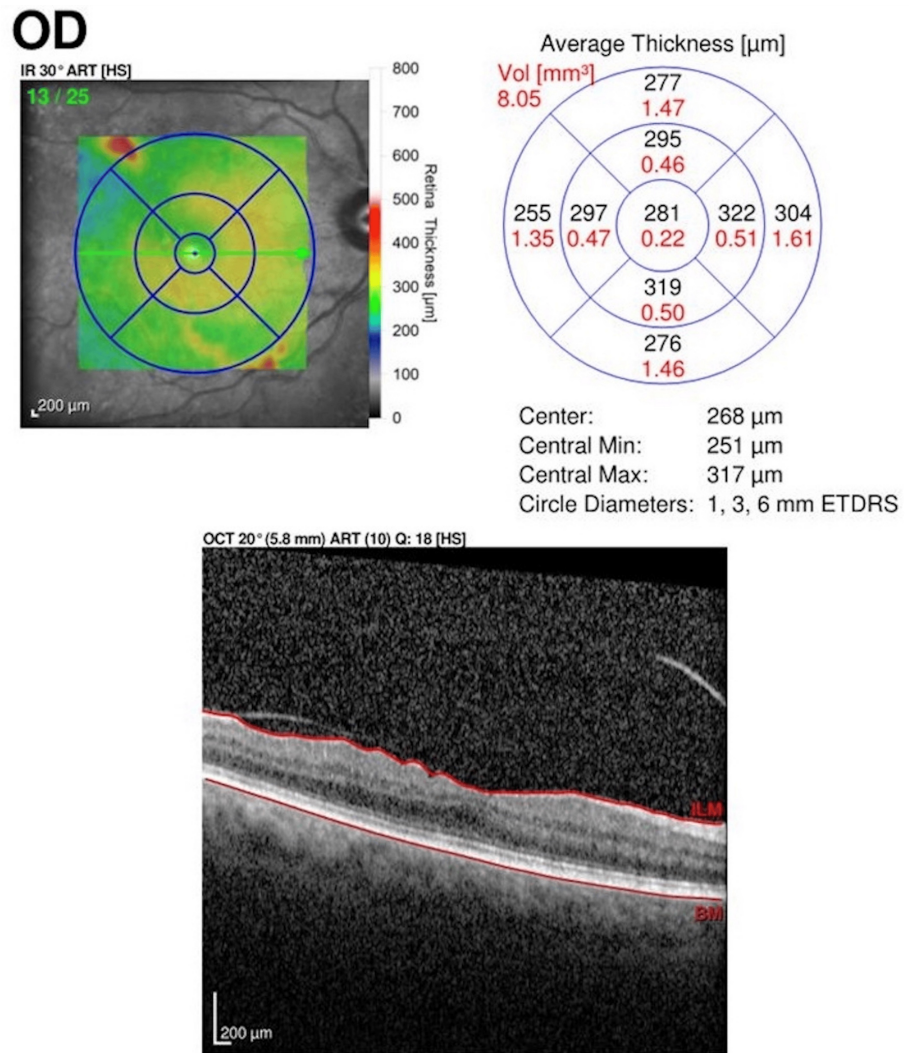 OD
IR 30° ART [HS]
13 / 25
800
700
600
500
400
300
200
100
0
Retina Thickness [µm]
200 µm
Average Thickness [µm]
Vol [mm³]
8.05
277
1.47
295
0.46
255 297 281 322 304
1.35 0.47 0.22 0.51 1.61
319
0.50
276
1.46
Center: 268 µm
Central Min: 251 µm
Central Max: 317 µm
Circle Diameters: 1, 3, 6 mm ETDRS
OCT 20° (5.8 mm) ART (10) Q: 18 [HS]
ILM
BM
200 µm